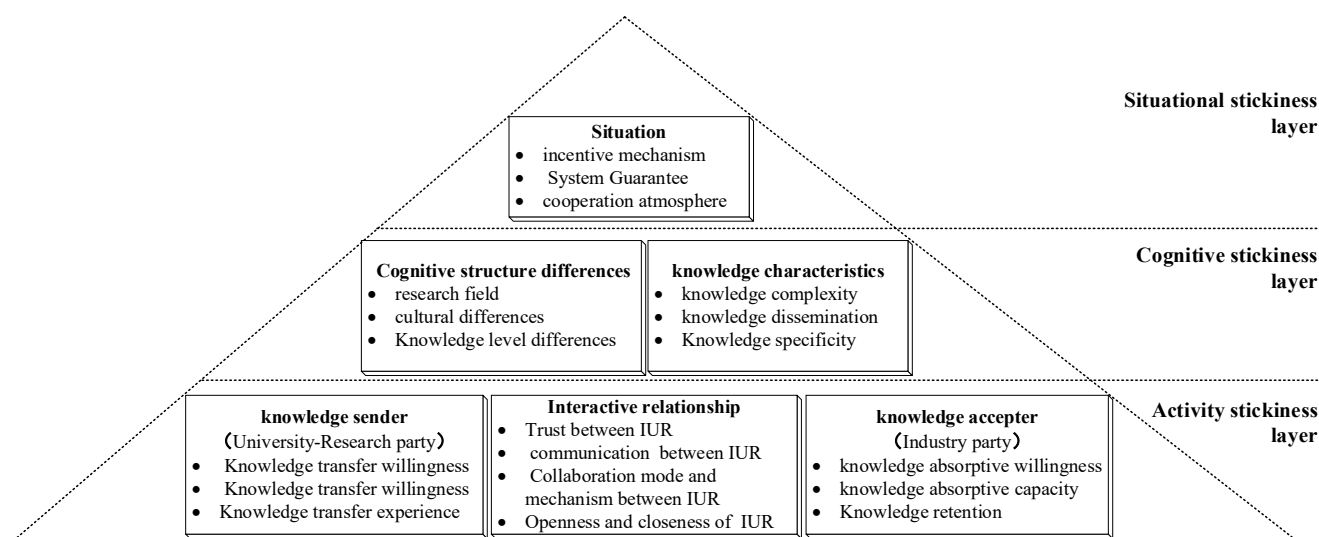 Situational stickiness
layer
Situation
• incentive mechanism
• System Guarantee
• cooperation atmosphere
Cognitive stickiness
layer
Cognitive structure differences
• research field
• cultural differences
• Knowledge level differences
knowledge characteristics
• knowledge complexity
• knowledge dissemination
• Knowledge specificity
Activity stickiness
layer
knowledge sender
（University-Research party）
• Knowledge transfer willingness
• Knowledge transfer willingness
• Knowledge transfer experience
Interactive relationship
• Trust between IUR
• communication between IUR
• Collaboration mode and
mechanism between IUR
• Openness and closeness of IUR
knowledge accepter
（Industry party）
• knowledge absorptive willingness
• knowledge absorptive capacity
• Knowledge retention